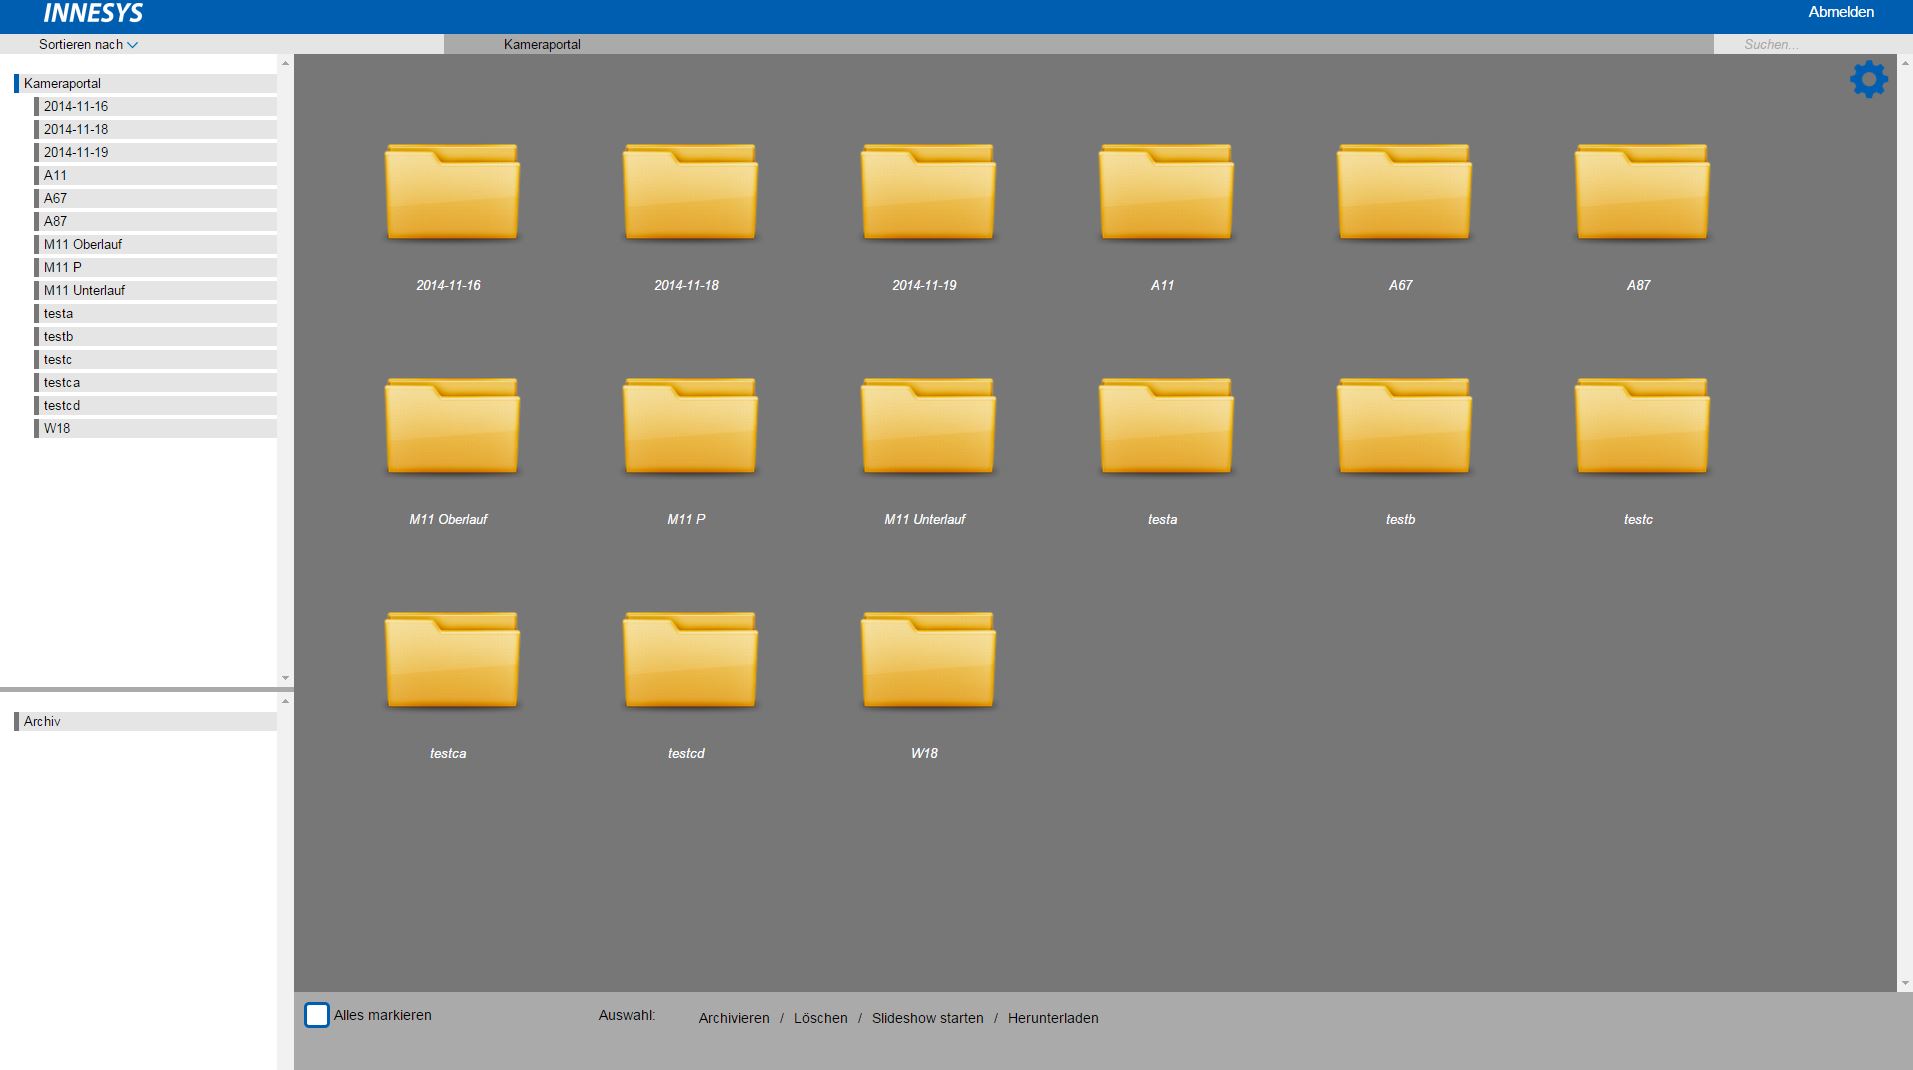 INNESYS
Abmelden
Sortieren nach
Kameraportal
Suchen...
Kameraportal
2014-11-16
2014-11-18
2014-11-19
A11
A67
A87
M11 Oberlauf
M11 P
M11 Unterlauf
testa
testb
testc
testca
testcd
W18
Archiv
2014-11-16 2014-11-18 2014-11-19 A11 A67 A87
M11 Oberlauf M11 P M11 Unterlauf testa testb testc
testca testcd W18
Alles markieren Auswahl: Archivieren / Löschen / Slideshow starten / Herunterladen